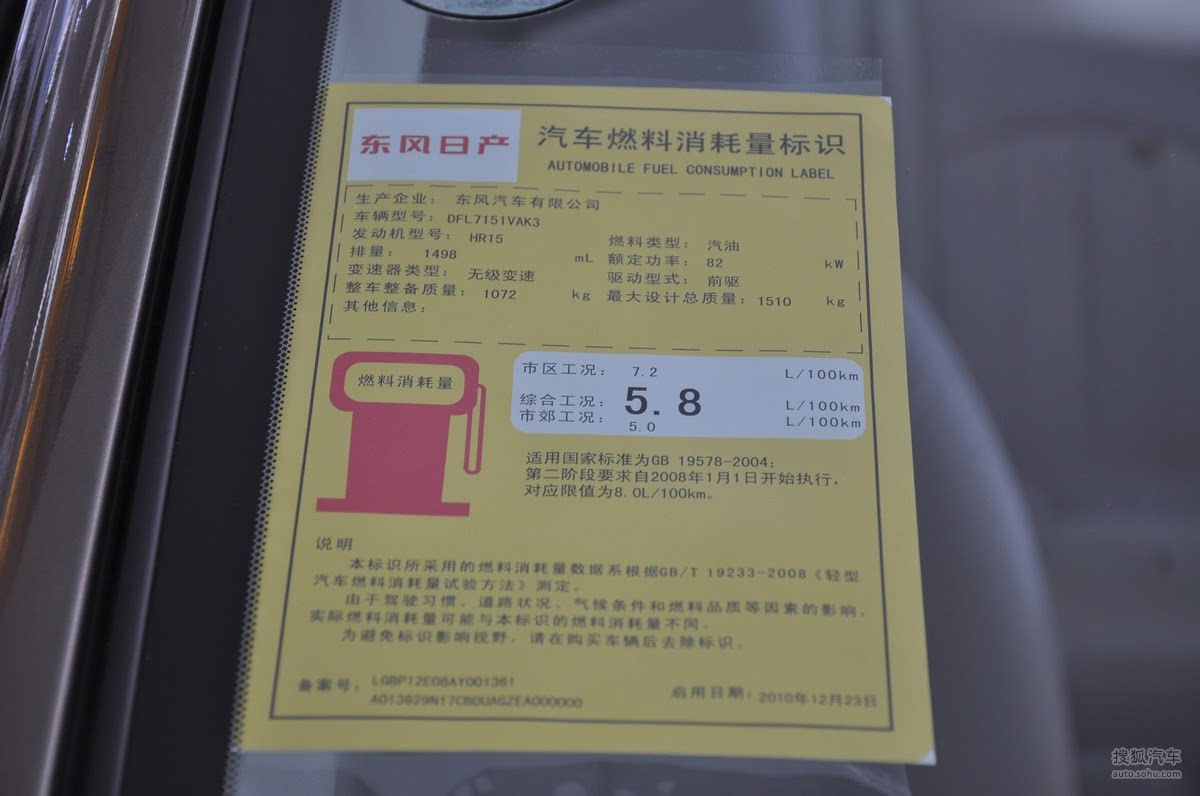 东风日产
汽车燃料消耗量标识
AUTOMOBILE FUEL CONSUMPTION LABEL
生产企业: 东风汽车有限公司
车辆型号: DFL7151VAK3
发动机型号: HR15 燃料类型: 汽油
排量: 1498 mL 额定功率: 82 kW
变速器类型: 无级变速 驱动型式: 前驱
整车整备质量: 1072 kg 最大设计总质量: 1510 kg
其他信息:
燃料消耗量
市区工况: 7.2 L/100km
综合工况: 5.8 L/100km
市郊工况: 5.0 L/100km
适用国家标准为GB 19578-2004;
第二阶段要求自2008年1月1日开始执行,
对应限值为8.0L/100km。
说明
本标识所采用的燃料消耗量数据系根据GB/T 19233-2008《轻型
汽车燃料消耗量试验方法》测定。
由于驾驶习惯、道路状况、气候条件和燃料品质等因素的影响,
实际燃料消耗量可能与本标识的燃料消耗量不同。
为避免标识影响视野,请在购买车辆后去除标识。
备案号: LGBP12E08AY001361
A013629N17CB0UAGZEA000000 启用日期: 2010年12月23日
搜狐汽车
auto.sohu.com